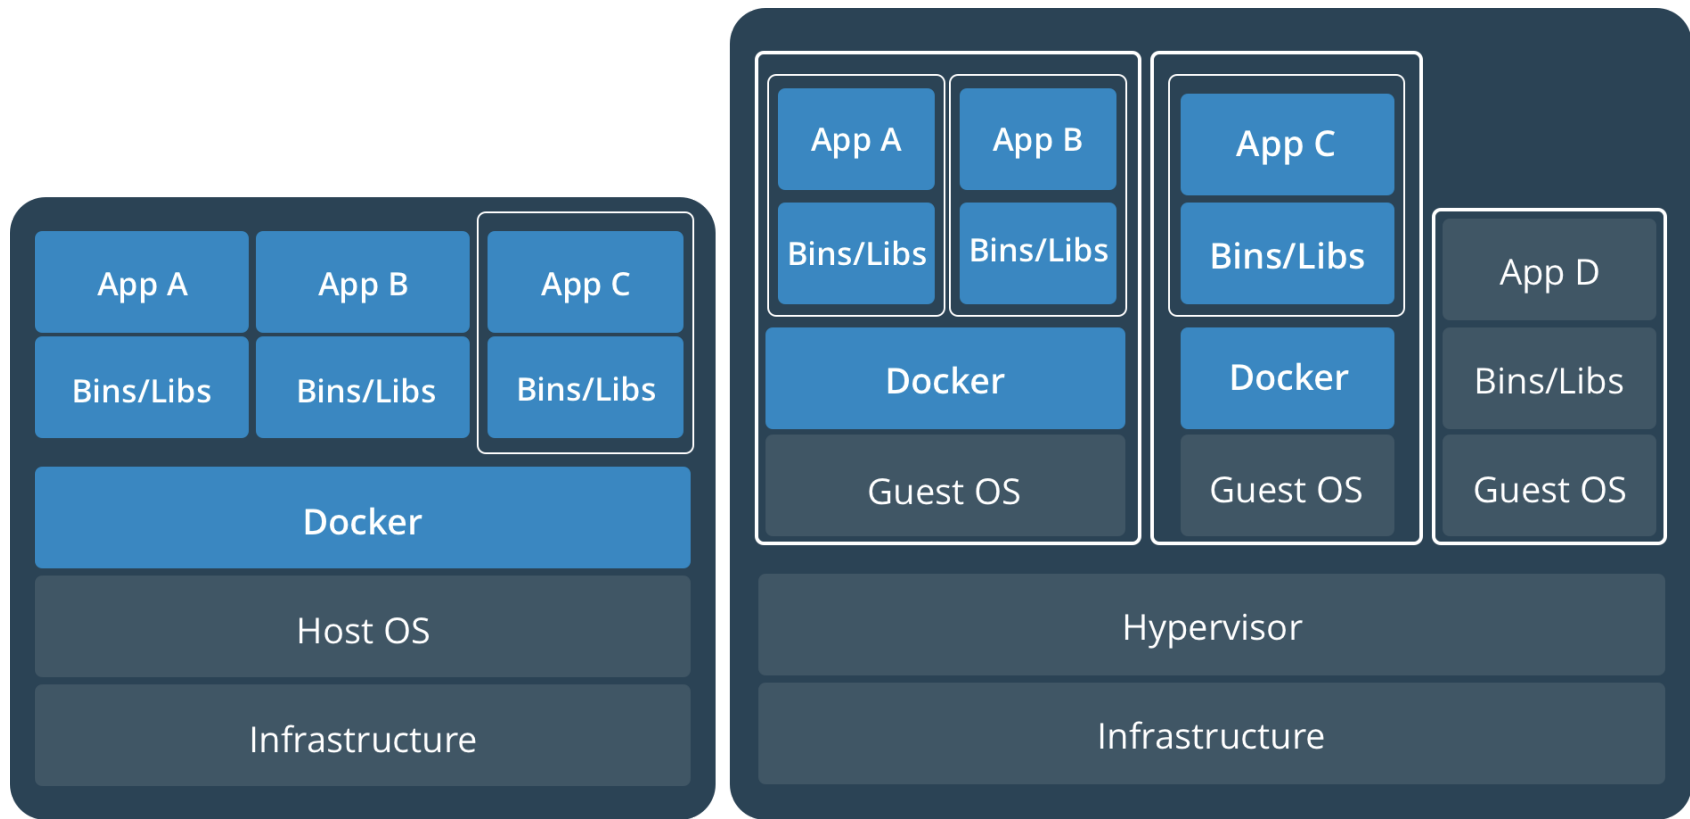 App A
App B
App C
Bins/Libs
Bins/Libs
Bins/Libs
Docker
Host OS
Infrastructure
App A
App B
Bins/Libs
Bins/Libs
Docker
Guest OS
App C
Bins/Libs
Docker
Guest OS
App D
Bins/Libs
Guest OS
Hypervisor
Infrastructure